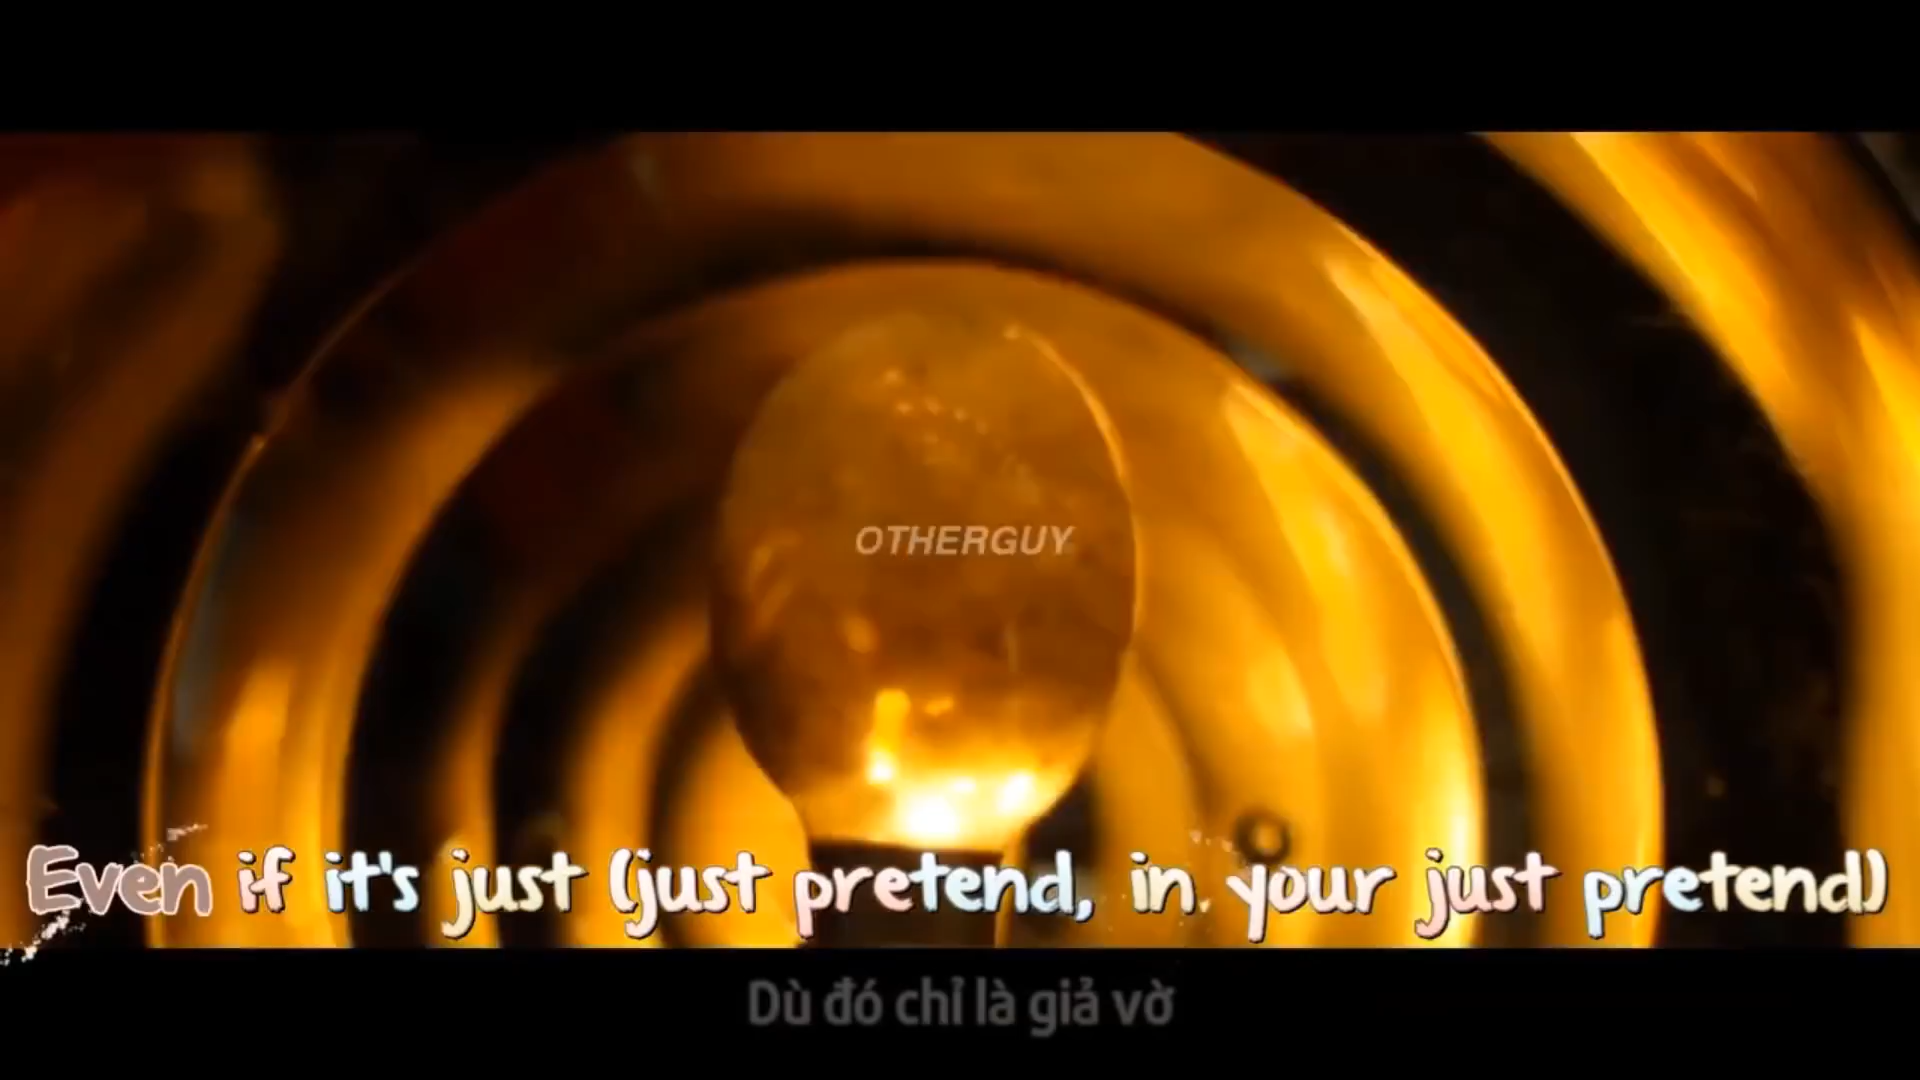 OTHERGUY
Even if it's just (just pretend, in your just pretend)
Dù đó chỉ là giả vờ